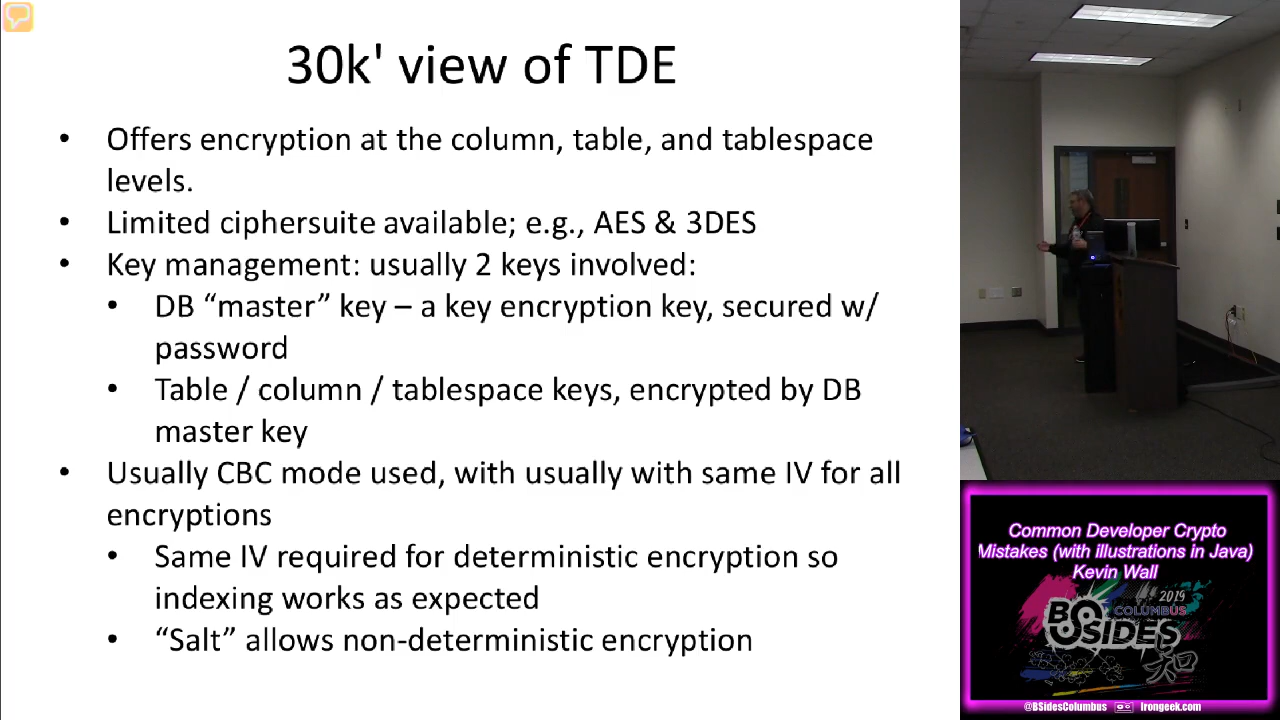 30k' view of TDE
• Offers encryption at the column, table, and tablespace
levels.
• Limited ciphersuite available; e.g., AES & 3DES
• Key management: usually 2 keys involved:
• DB “master” key – a key encryption key, secured w/
password
• Table / column / tablespace keys, encrypted by DB
master key
• Usually CBC mode used, with usually with same IV for all
encryptions
• Same IV required for deterministic encryption so
indexing works as expected
• “Salt” allows non-deterministic encryption
Common Developer Crypto
Mistakes (with illustrations in Java)
Kevin Wall
2019
BSIDES
COLUMBUS
@BSidesColumbus
Irongeek.com